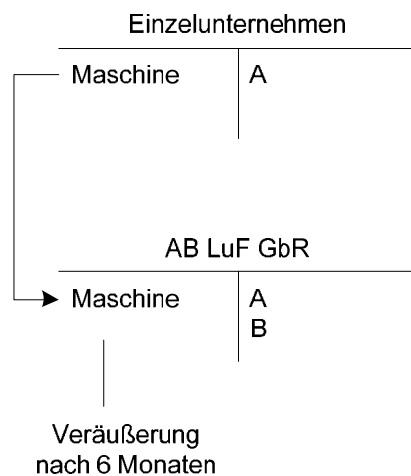 Einzelunternehmen
Maschine A
AB LuF GbR
Maschine A
B
Veräußerung
nach 6 Monaten